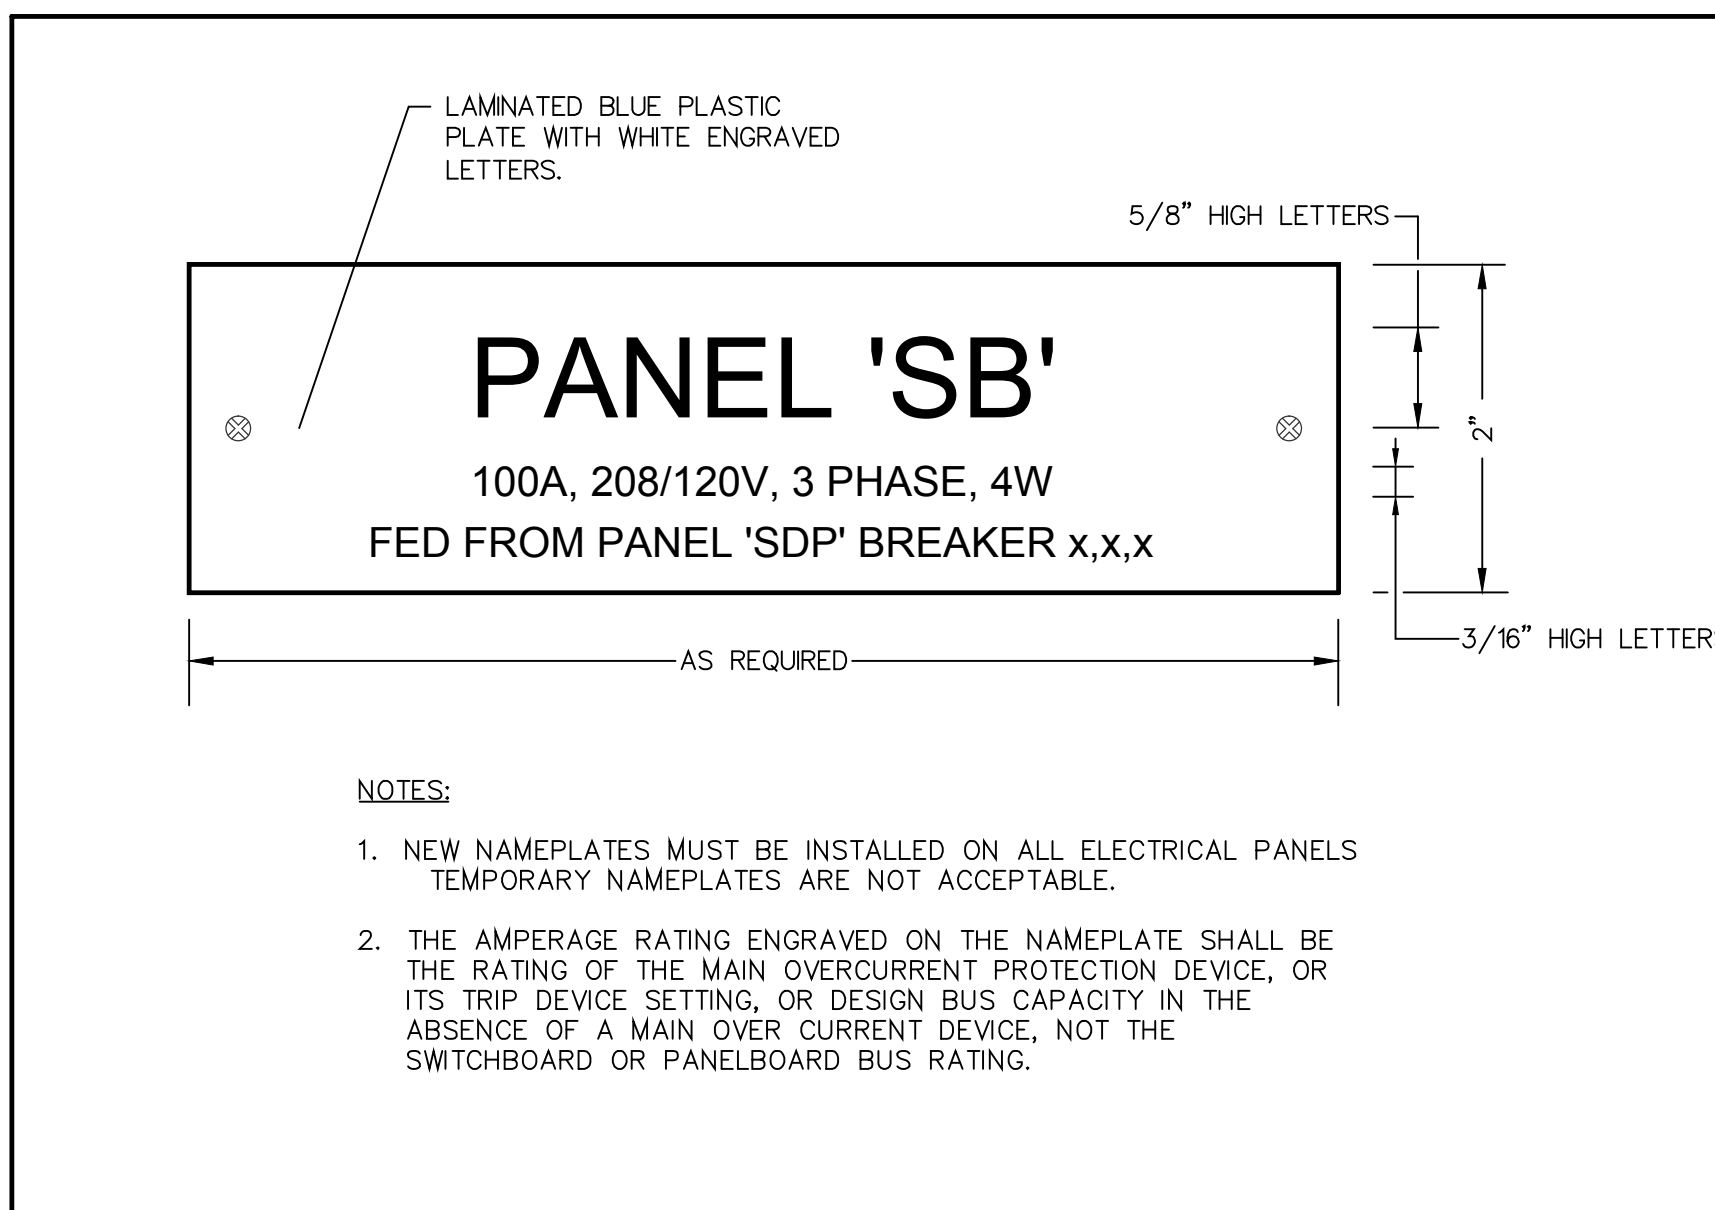 LAMINATED BLUE PLASTIC
PLATE WITH WHITE ENGRAVED
LETTERS.
5/8” HIGH LETTERS
PANEL 'SB'
100A, 208/120V, 3 PHASE, 4W
FED FROM PANEL 'SDP' BREAKER x,x,x
2”
3/16” HIGH LETTERS
AS REQUIRED
NOTES:
1. NEW NAMEPLATES MUST BE INSTALLED ON ALL ELECTRICAL PANELS
TEMPORARY NAMEPLATES ARE NOT ACCEPTABLE.
2. THE AMPERAGE RATING ENGRAVED ON THE NAMEPLATE SHALL BE
THE RATING OF THE MAIN OVERCURRENT PROTECTION DEVICE, OR
ITS TRIP DEVICE SETTING, OR DESIGN BUS CAPACITY IN THE
ABSENCE OF A MAIN OVER CURRENT DEVICE, NOT THE
SWITCHBOARD OR PANELBOARD BUS RATING.